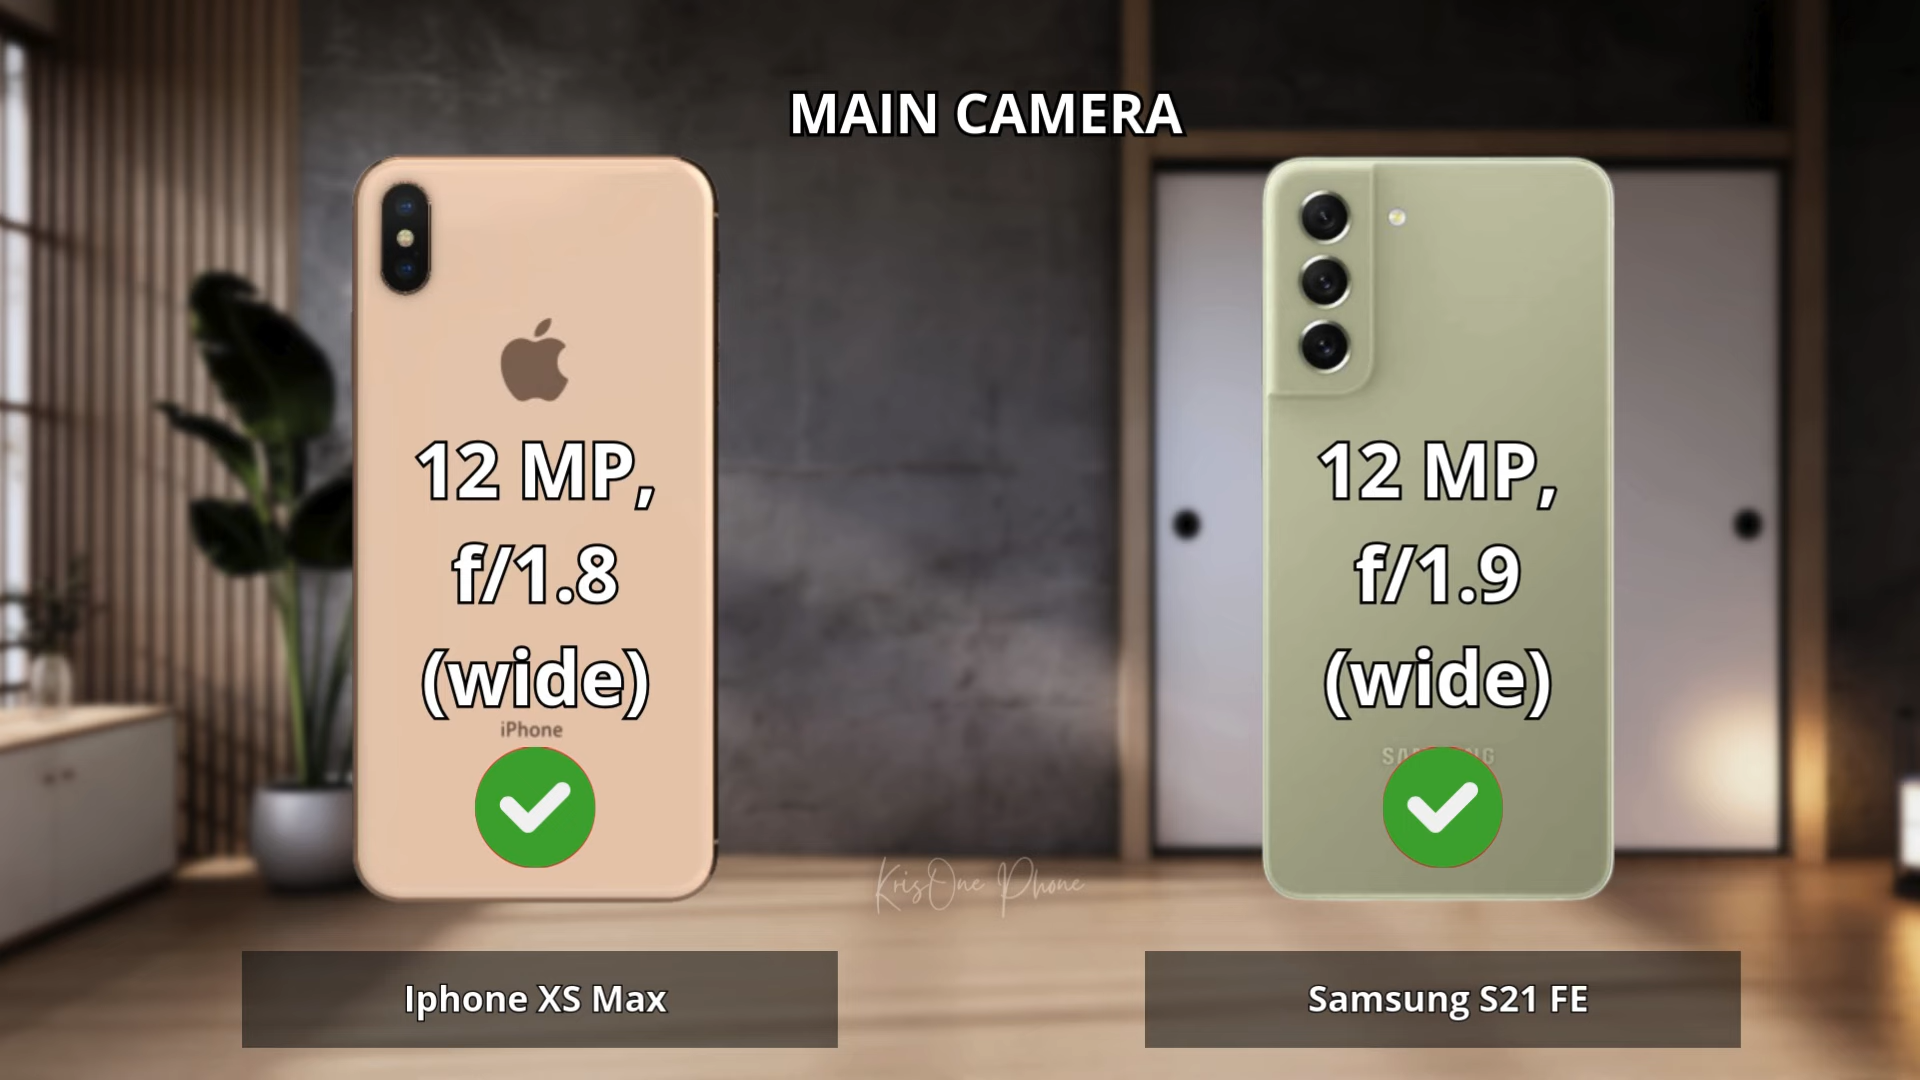 MAIN CAMERA
12 MP,
f/1.8
(wide)
iPhone
Iphone XS Max
12 MP,
f/1.9
(wide)
Samsung S21 FE
KrisOne Phone